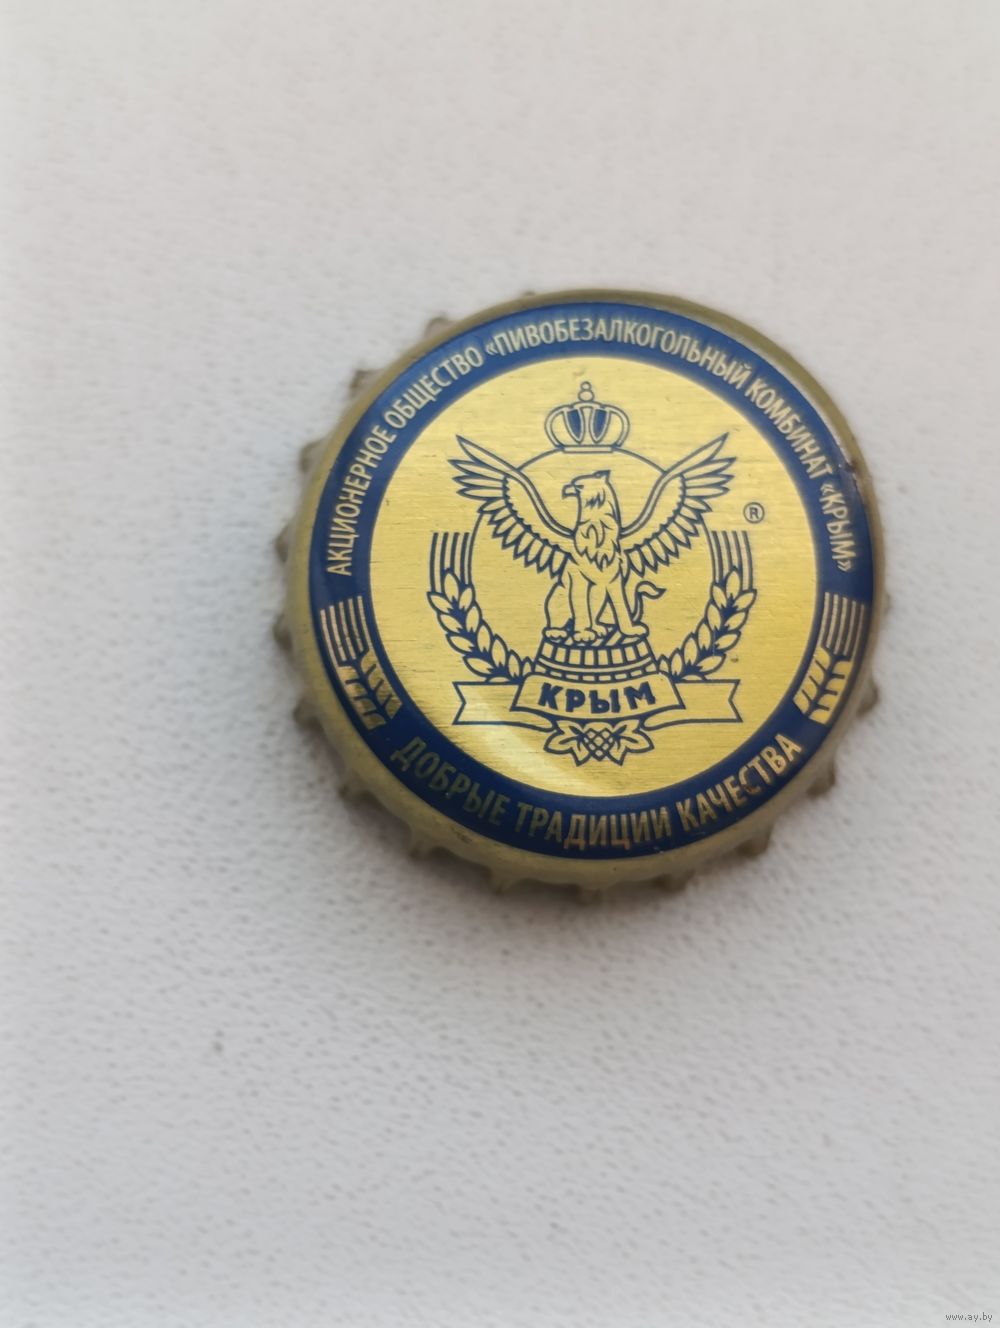 АКЦИОНЕРНОЕ ОБЩЕСТВО «ПИВОБЕЗАЛКОГОЛЬНЫЙ КОМБИНАТ «КРЫМ»
®
КРЫМ
ДОБРЫЕ ТРАДИЦИИ КАЧЕСТВА
www.ay.by